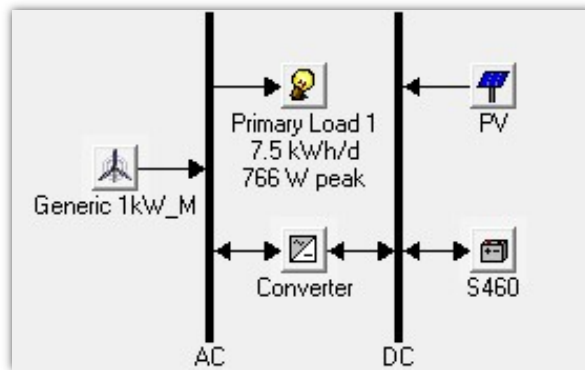 Primary Load 1
7.5 kWh/d
766 W peak
PV
Generic 1kW_M
Converter
S460
AC
DC